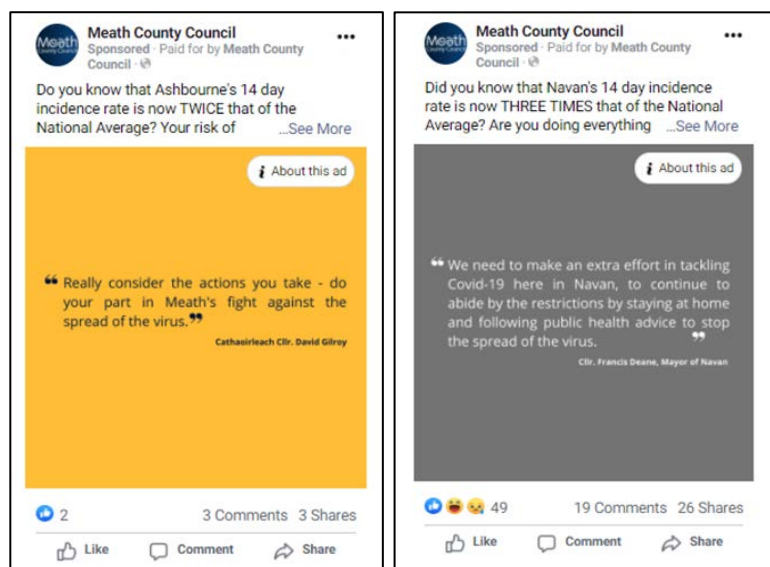 Meath
County Council
Meath County Council
Sponsored · Paid for by Meath County
Council ·
Do you know that Ashbourne's 14 day
incidence rate is now TWICE that of the
National Average? Your risk of ...See More
i About this ad
❝ Really consider the actions you take - do
your part in Meath's fight against the
spread of the virus.❞
Cathaoirleach Cllr. David Gilroy
2 3 Comments 3 Shares
Like Comment Share
Meath
County Council
Meath County Council
Sponsored · Paid for by Meath County
Council ·
Did you know that Navan's 14 day incidence
rate is now THREE TIMES that of the National
Average? Are you doing everything ...See More
i About this ad
❝ We need to make an extra effort in tackling
Covid-19 here in Navan, to continue to
abide by the restrictions by staying at home
and following public health advice to stop
the spread of the virus. ❞
Cllr. Francis Deane, Mayor of Navan
49 19 Comments 26 Shares
Like Comment Share